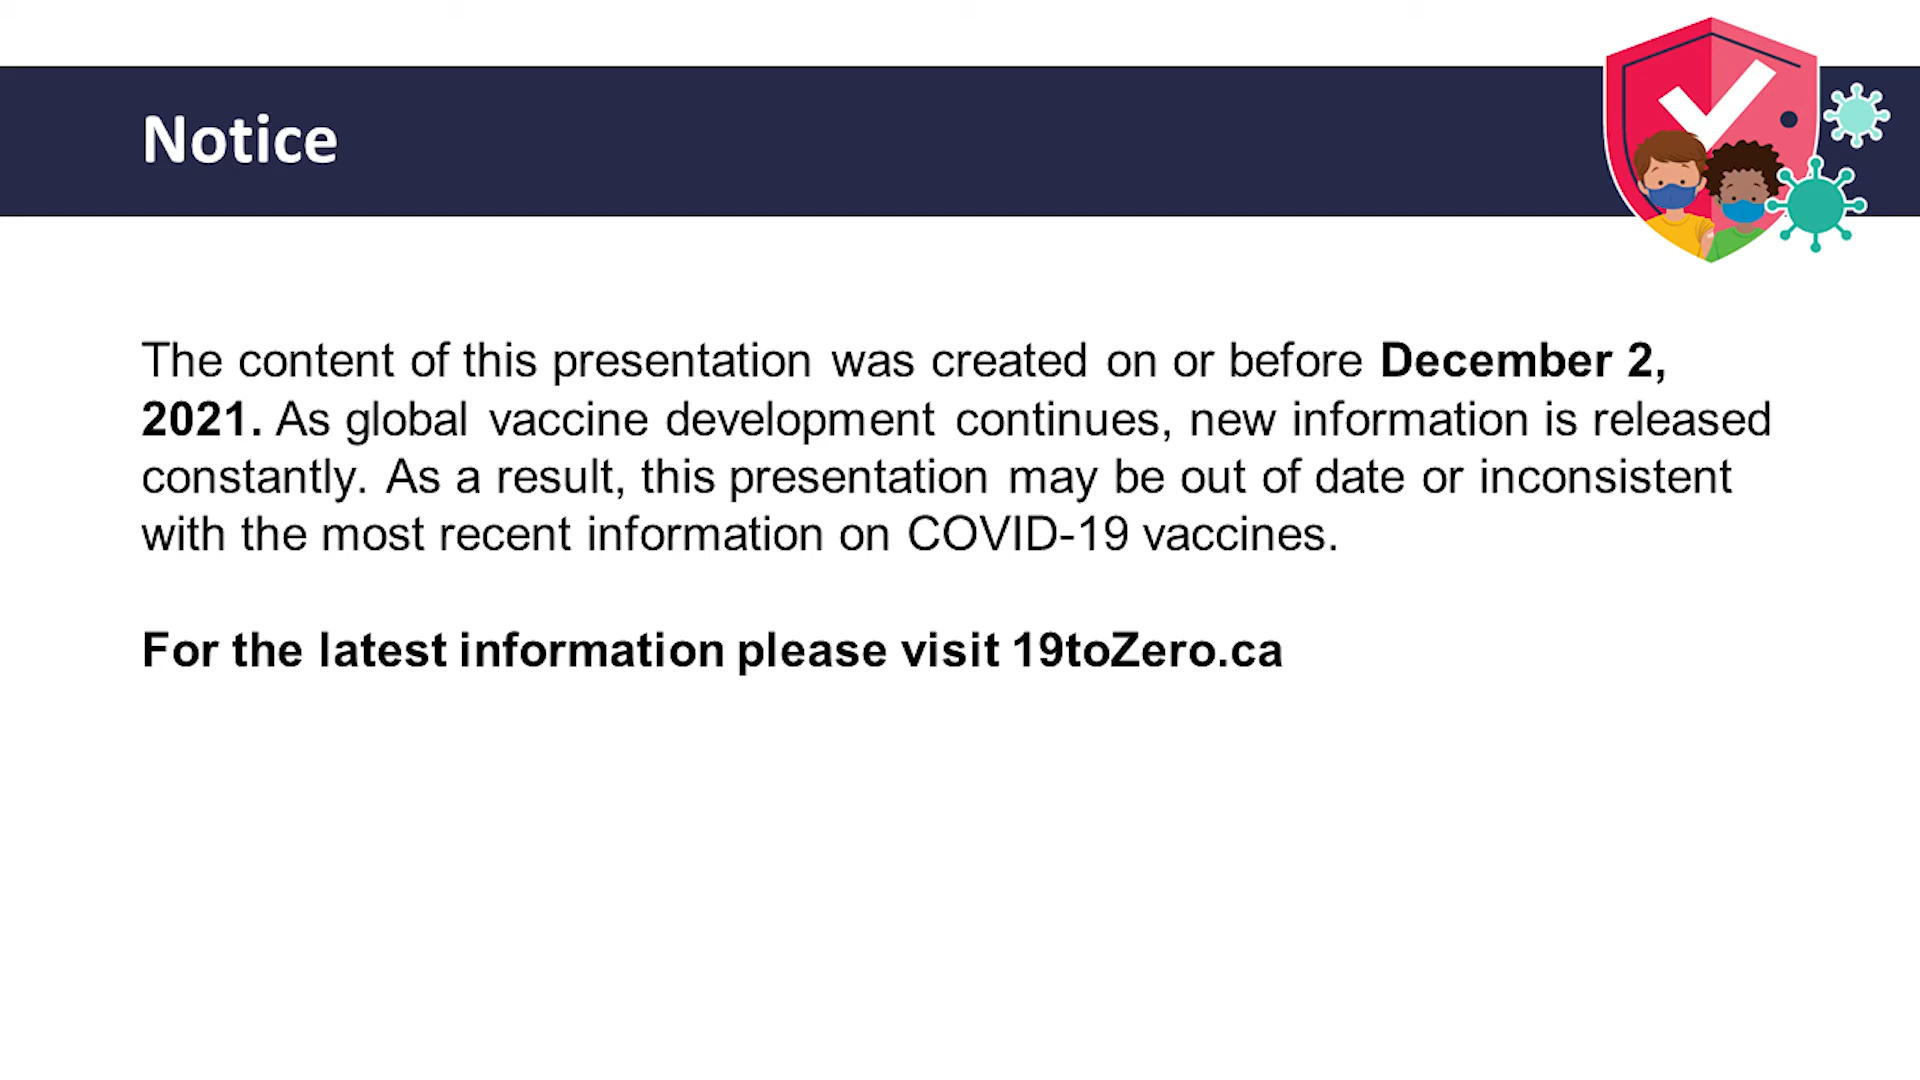 Notice
The content of this presentation was created on or before December 2,
2021. As global vaccine development continues, new information is released
constantly. As a result, this presentation may be out of date or inconsistent
with the most recent information on COVID-19 vaccines.
For the latest information please visit 19toZero.ca